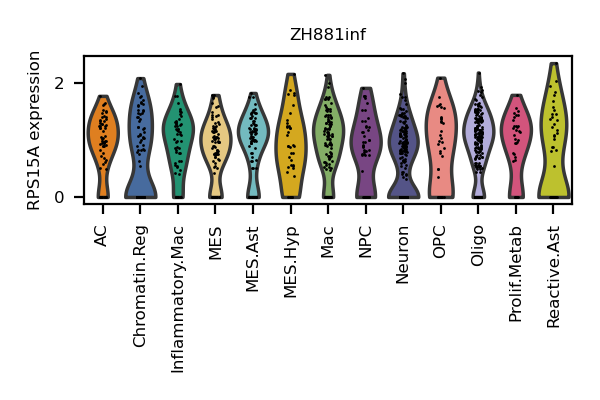 ZH881inf
RPS15A expression
2
0
AC
Chromatin.Reg
Inflammatory.Mac
MES
MES.Ast
MES.Hyp
Mac
NPC
Neuron
OPC
Oligo
Prolif.Metab
Reactive.Ast